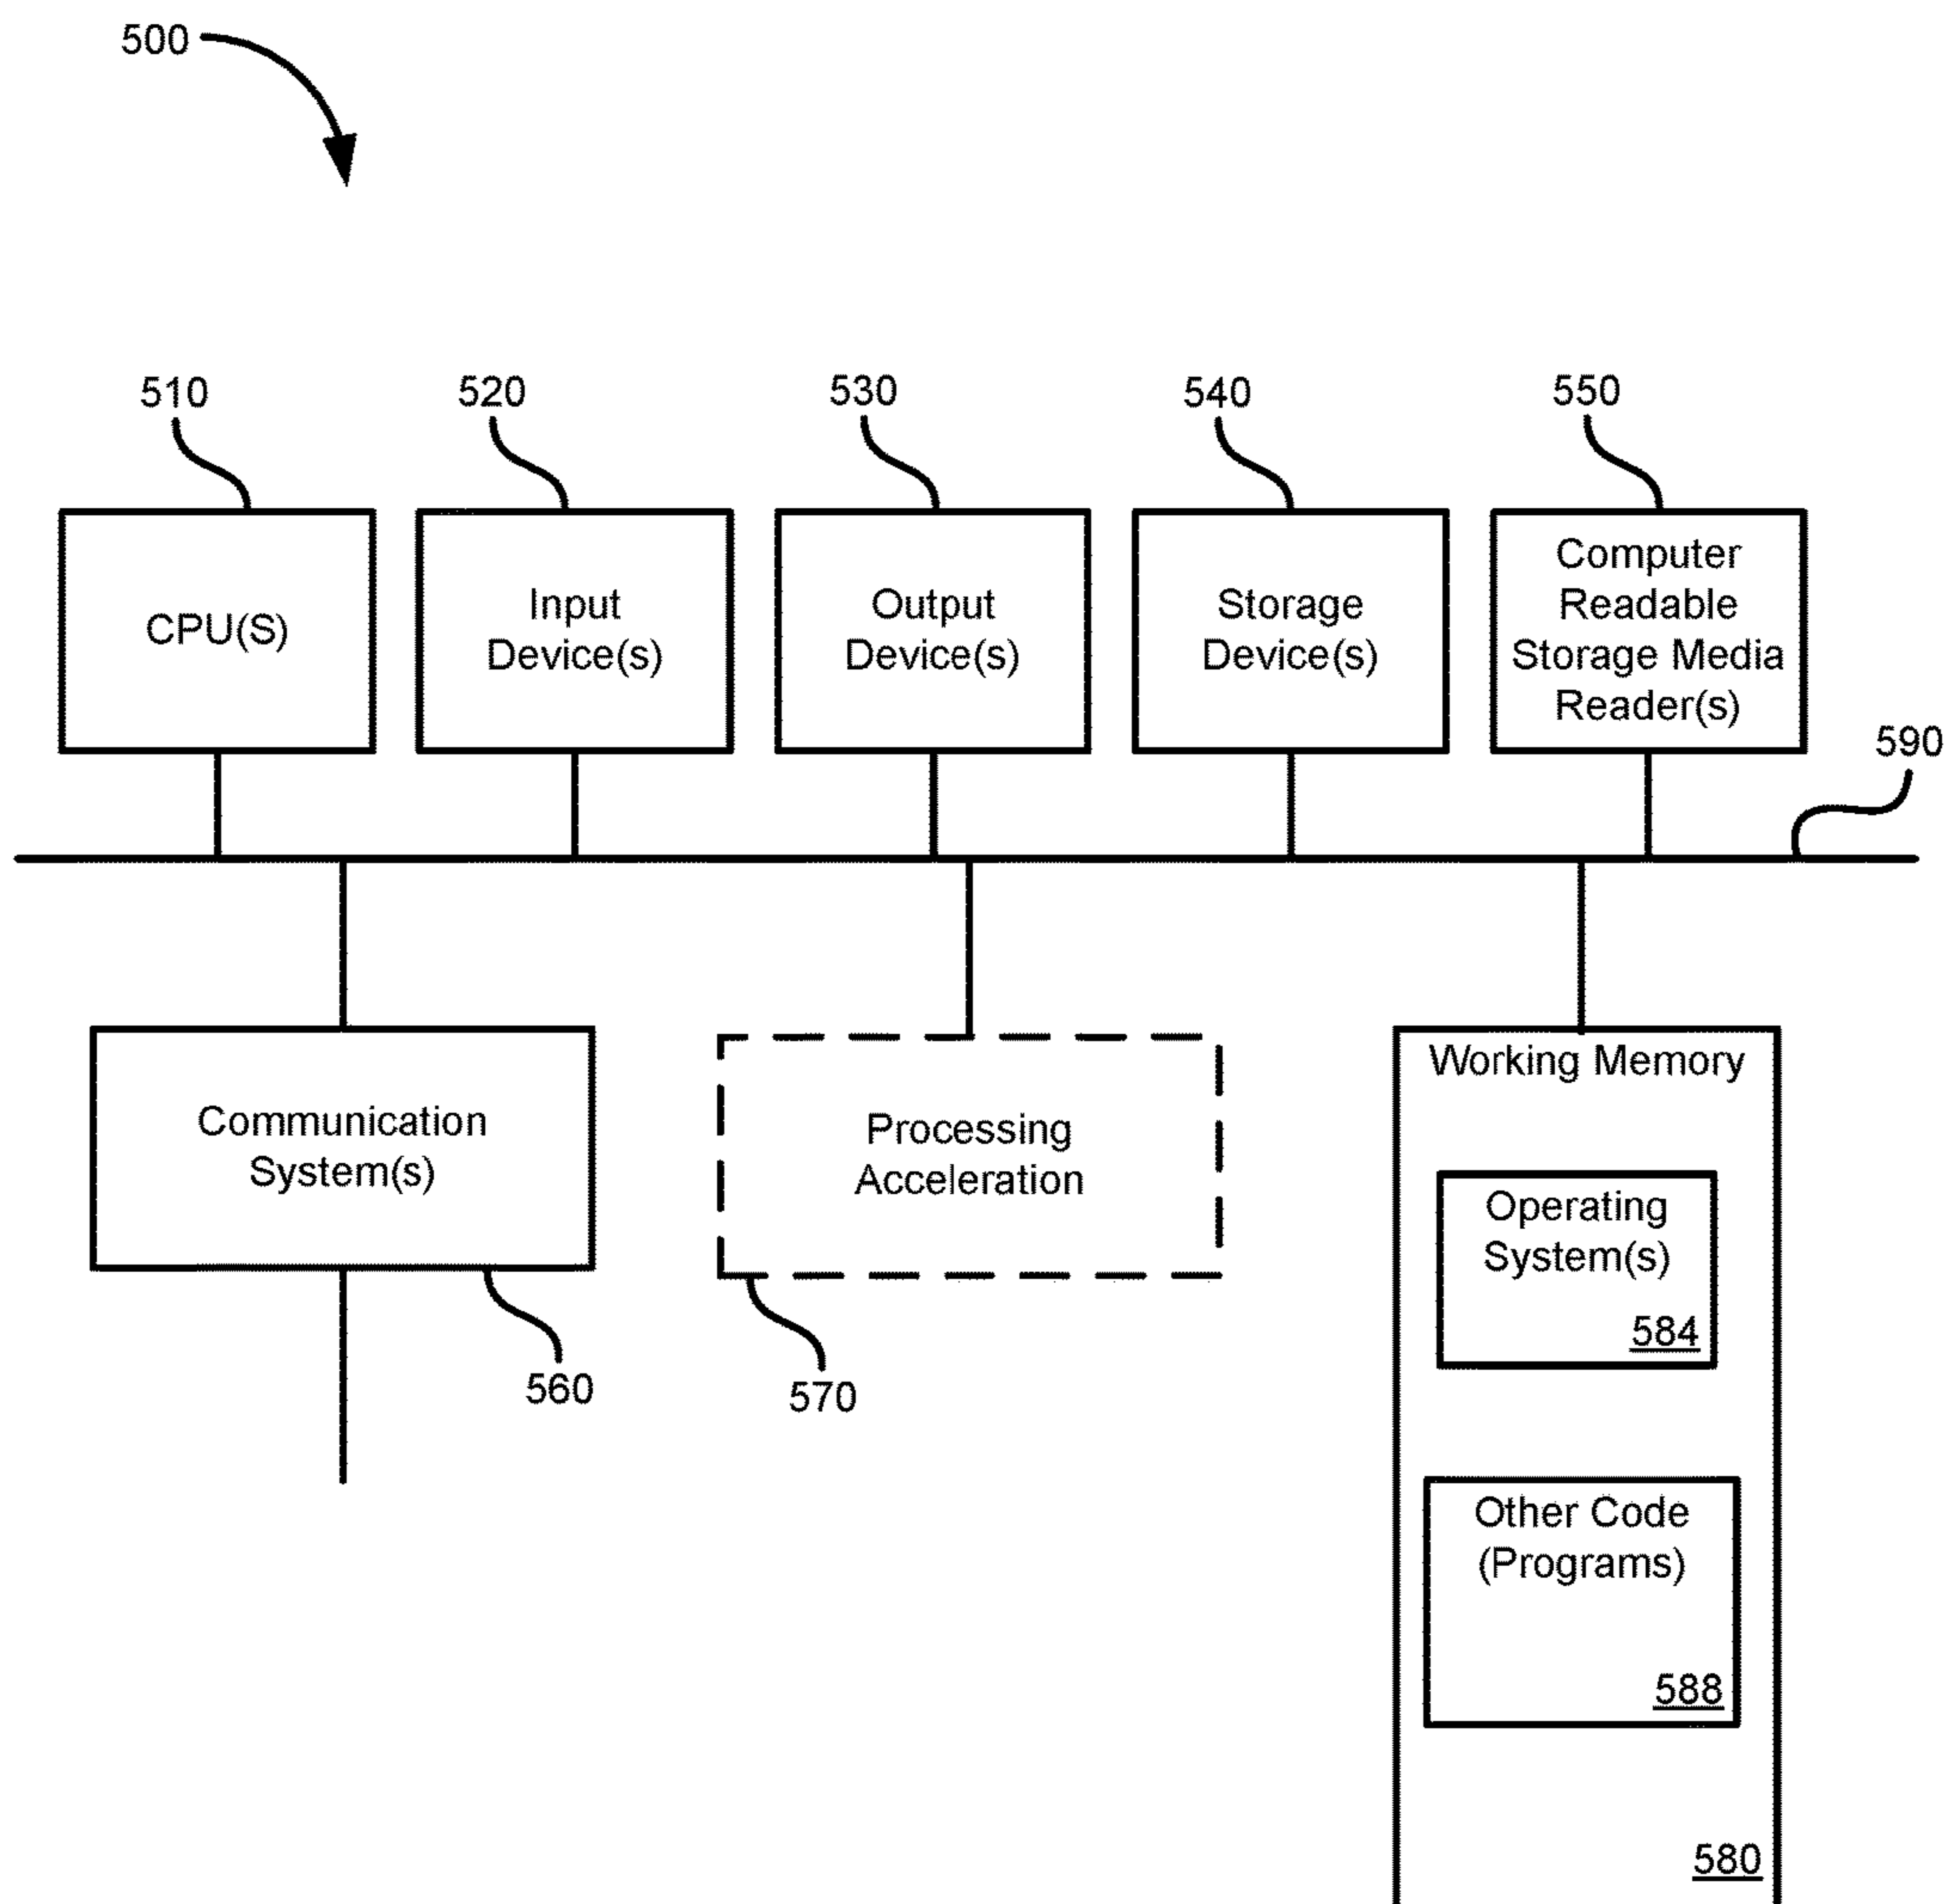 500
510
520
530
540
550
CPU(S)
Input
Device(s)
Output
Device(s)
Storage
Device(s)
Computer
Readable
Storage Media
Reader(s)
590
Communication
System(s)
560
Processing
Acceleration
570
Working Memory
Operating
System(s)
584
Other Code
(Programs)
588
580